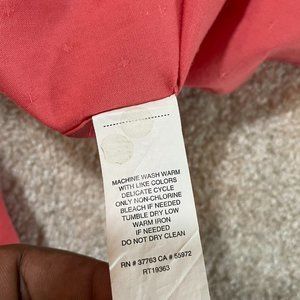 MACHINE WASH WARM
WITH LIKE COLORS
DELICATE CYCLE
ONLY NON-CHLORINE
BLEACH IF NEEDED
TUMBLE DRY LOW
WARM IRON
IF NEEDED
DO NOT DRY CLEAN
RN # 37763 CA # 55972
RT19363